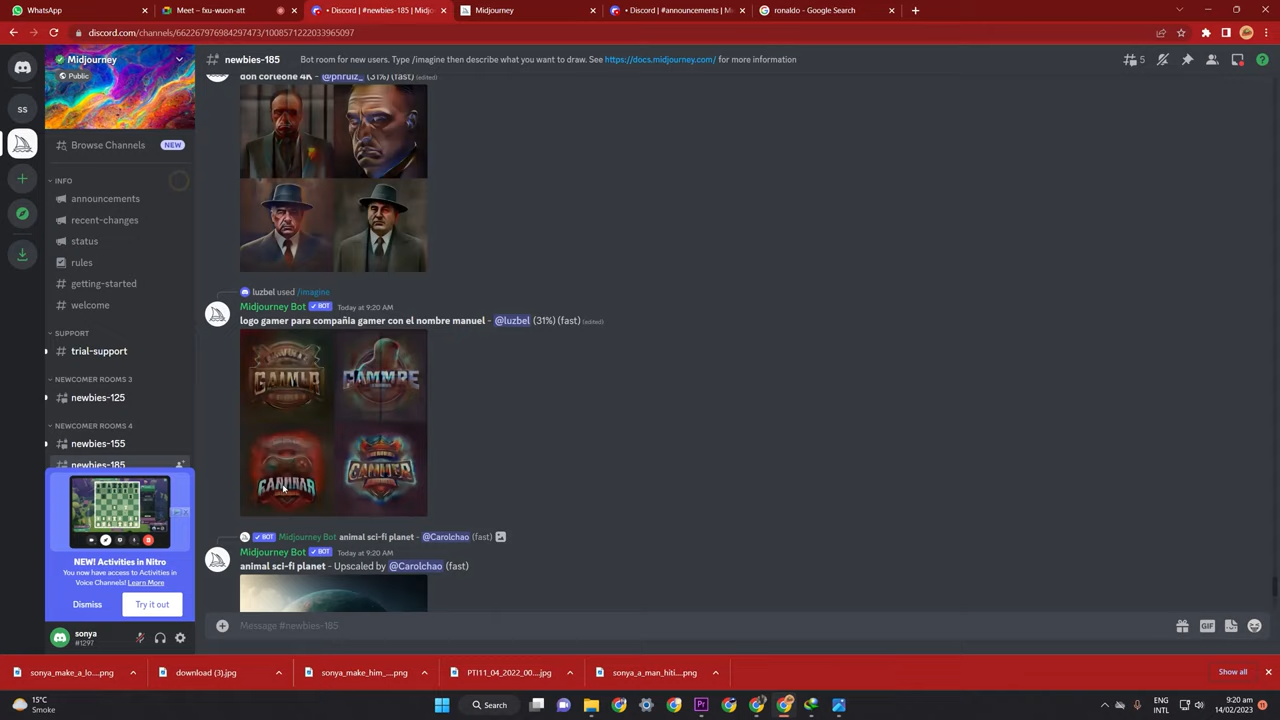 WhatsApp
Meet – fxu-wuon-att
• Discord | #newbies-185 | Midjo
Midjourney
• Discord | #announcements | Mi
ronaldo - Google Search
discord.com/channels/662267976984297473/1008571222033965097
Midjourney
Public
newbies-185
Bot room for new users. Type /imagine then describe what you want to draw. See https://docs.midjourney.com/ for more information
5
SS
Browse Channels
NEW
INFO
announcements
recent-changes
status
rules
getting-started
welcome
SUPPORT
trial-support
NEWCOMER ROOMS 3
newbies-125
NEWCOMER ROOMS 4
newbies-155
newbies-185
NEW! Activities in Nitro
You now have access to Activities in
Voice Channels! Learn More
Dismiss
Try it out
sonya
#1297
don corleone 4K - @phruiz_ (31%) (fast) (edited)
luzbel used /imagine
Midjourney Bot ✓ BOT Today at 9:20 AM
logo gamer para compañia gamer con el nombre manuel - @luzbel (31%) (fast) (edited)
GAMMER
✓ BOT Midjourney Bot animal sci-fi planet - @Carolchao (fast)
Midjourney Bot ✓ BOT Today at 9:20 AM
animal sci-fi planet - Upscaled by @Carolchao (fast)
Message #newbies-185
GIF
sonya_make_a_lo....png
download (3).jpg
sonya_make_him_....png
PTI11_04_2022_00....jpg
sonya_a_man_hiti....png
Show all
15°C
Smoke
Search
Pr
ENG
INTL
9:20 am
14/02/2023